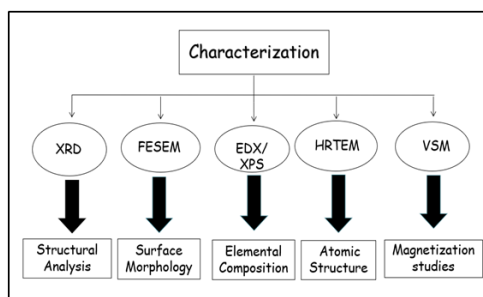 Characterization
XRD
FESEM
EDX/
XPS
HRTEM
VSM
Structural
Analysis
Surface
Morphology
Elemental
Composition
Atomic
Structure
Magnetization
studies